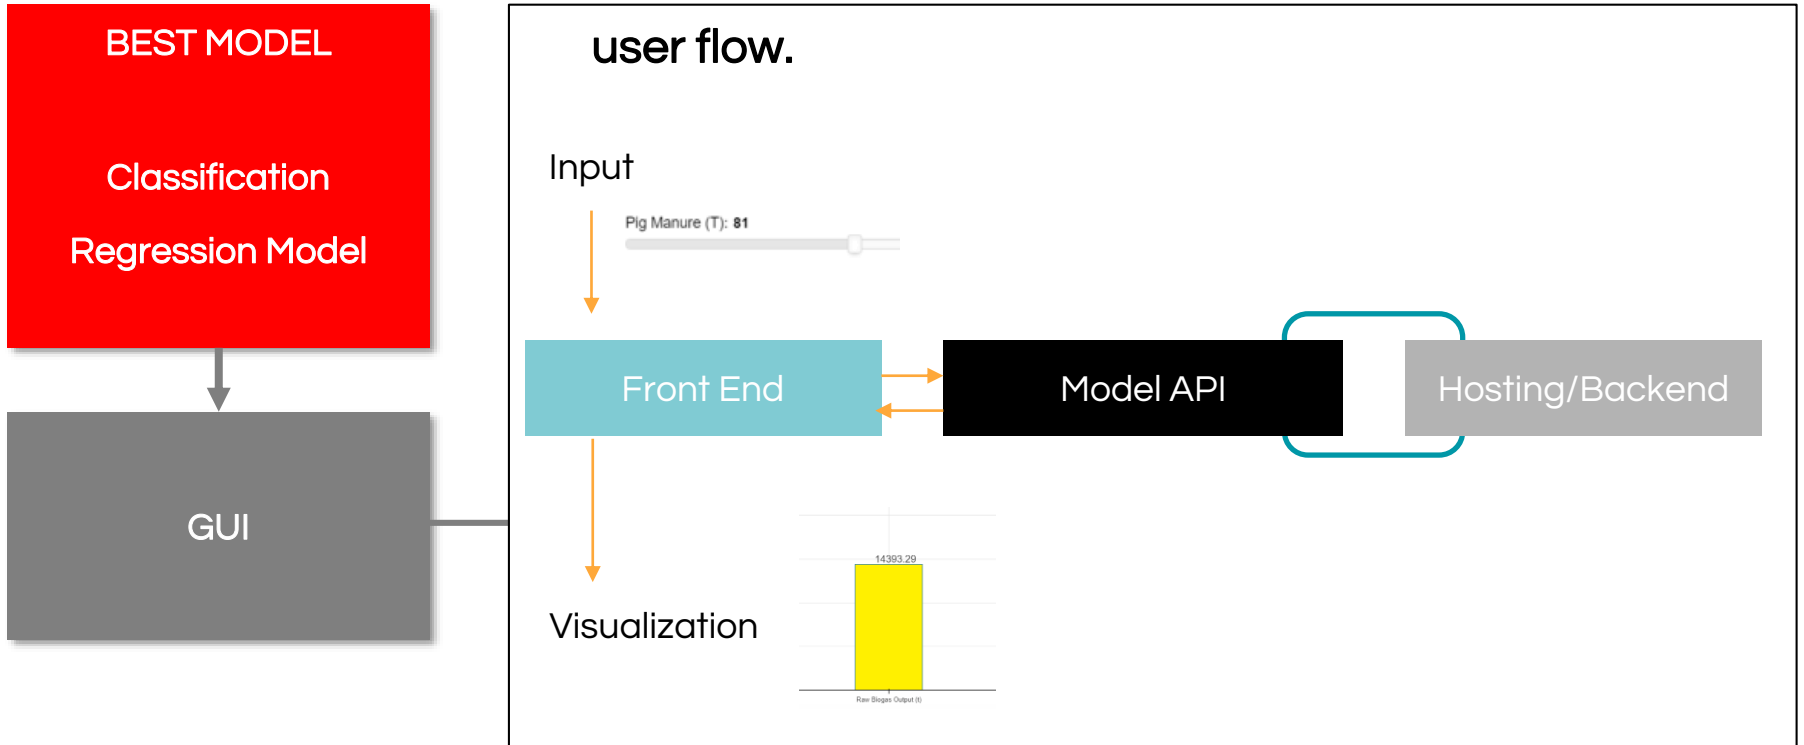 BEST MODEL
Classification
Regression Model
GUI
user flow.
Input
Pig Manure (T): 81
Front End
Model API
Hosting/Backend
Visualization
14393.29
Raw Biogas Output (t)